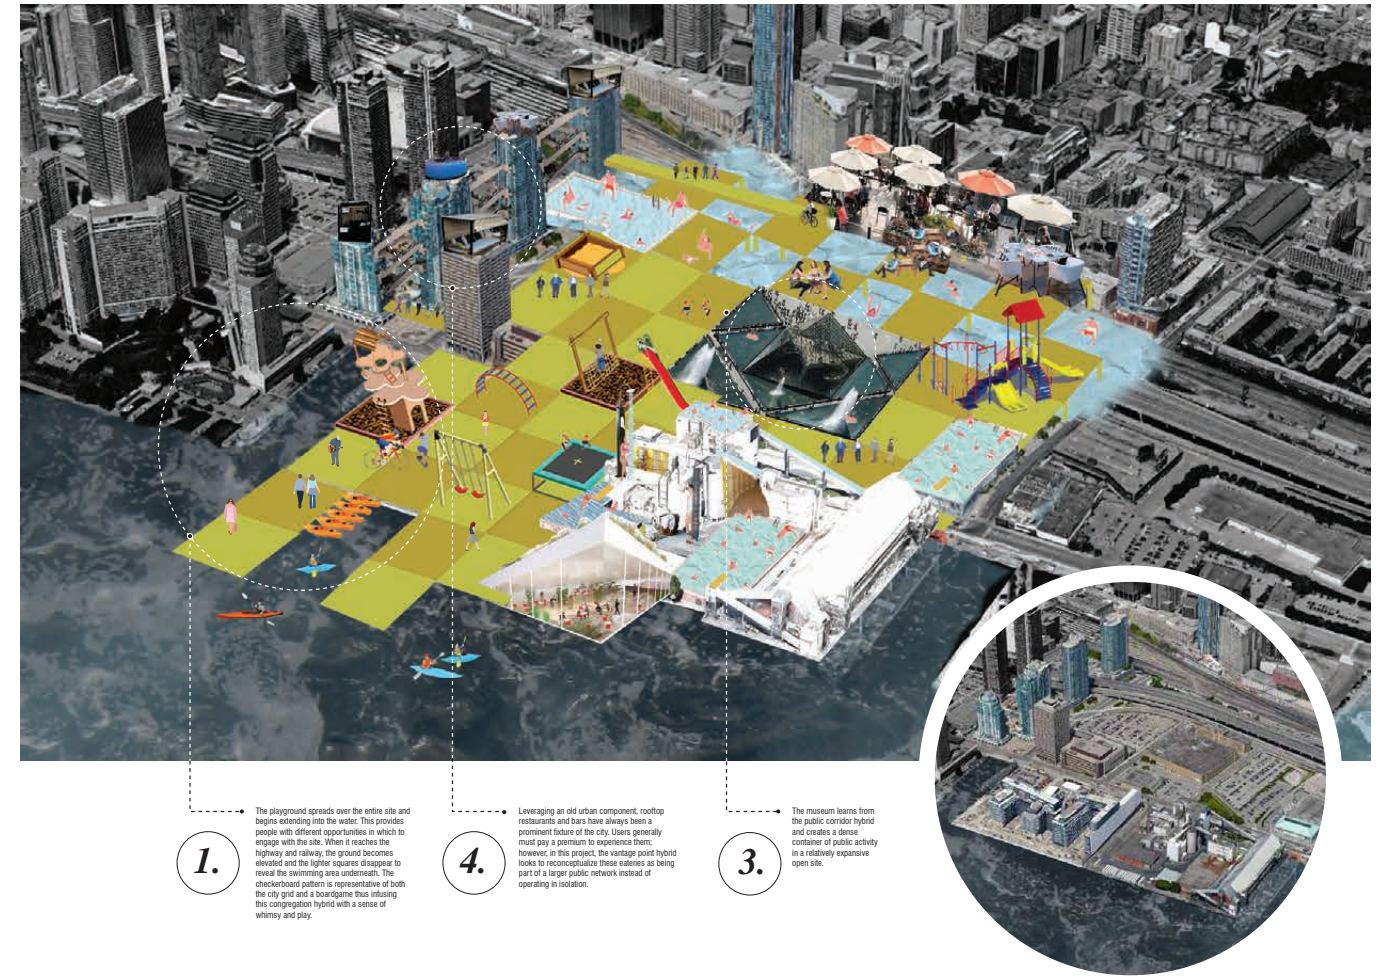 1.
The playground spreads over the entire site and
begins extending into the water. This provides
people with different opportunities in which to
engage with the site. When it reaches the
highway and railway, the ground becomes
elevated and the lighter squares disappear to
reveal the swimming area underneath. The
checkerboard pattern is representative of both
the city grid and a boardgame thus infusing
this congregation hybrid with a sense of
whimsy and play.
4.
Leveraging an old urban component, rooftop
restaurants and bars have always been a
prominent fixture of the city. Users generally
must pay a premium to experience them;
however, in this project, the vantage point hybrid
looks to reconceptualize these eateries as being
part of a larger public network instead of
operating in isolation.
3.
The museum learns from
the public corridor hybrid
and creates a dense
container of public activity
in a relatively expansive
open site.